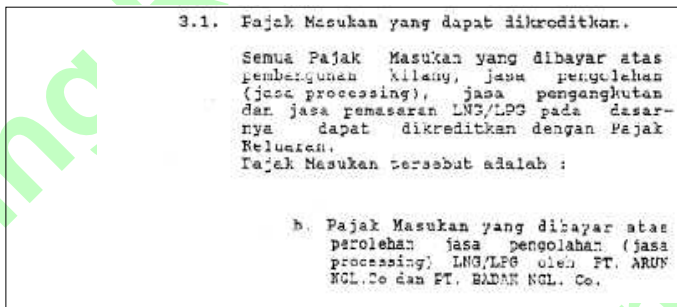 3.1. Pajak Masukan yang dapat dikreditkan.
Semua Pajak Masukan yang dibayar atas
pembangunan kilang, jasa pengolahan
(jasa processing), jasa pengangkutan
dan jasa pemasaran LNG/LPG pada dasar-
nya dapat dikreditkan dengan Pajak
Keluaran.
Pajak Masukan tersebut adalah :
b. Pajak Masukan yang dibayar atas
perolehan jasa pengolahan (jasa
processing) LNG/LPG oleh PT. ARUN
NGL.Co dan PT. BADAK NGL. Co.